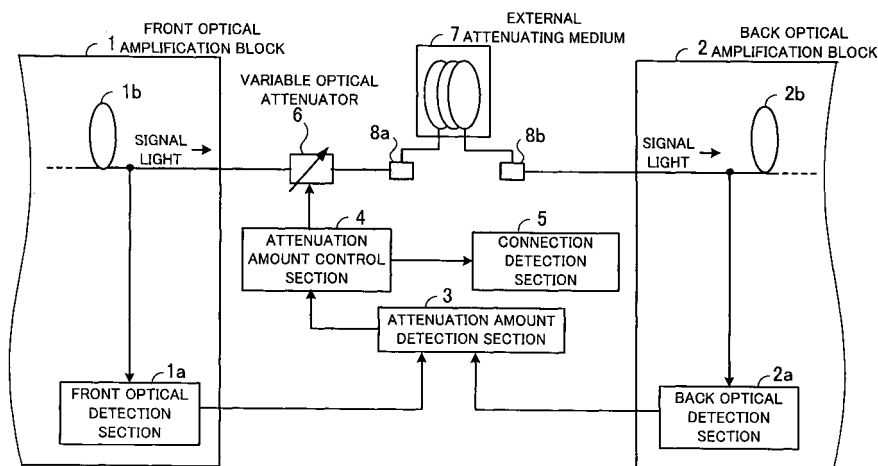 FRONT OPTICAL
1 AMPLIFICATION BLOCK
EXTERNAL
7 ATTENUATING MEDIUM
BACK OPTICAL
2 AMPLIFICATION BLOCK
1b
VARIABLE OPTICAL
ATTENUATOR
6
2b
8a
8b
SIGNAL
LIGHT
SIGNAL
LIGHT
4
ATTENUATION
AMOUNT CONTROL
SECTION
5
CONNECTION
DETECTION
SECTION
3
ATTENUATION AMOUNT
DETECTION SECTION
1a
FRONT OPTICAL
DETECTION
SECTION
2a
BACK OPTICAL
DETECTION
SECTION